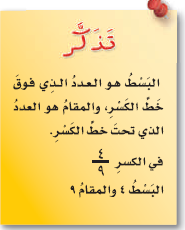 تَذَكَّر
البَسْطُ هو العددُ الذي فوقَ
خَطِّ الكَسْرِ، والمقامُ هو العددُ
الذي تحتَ خطِّ الكَسْرِ.
في الكسرِ ٤/٩
البَسْطُ ٤ والمقامُ ٩